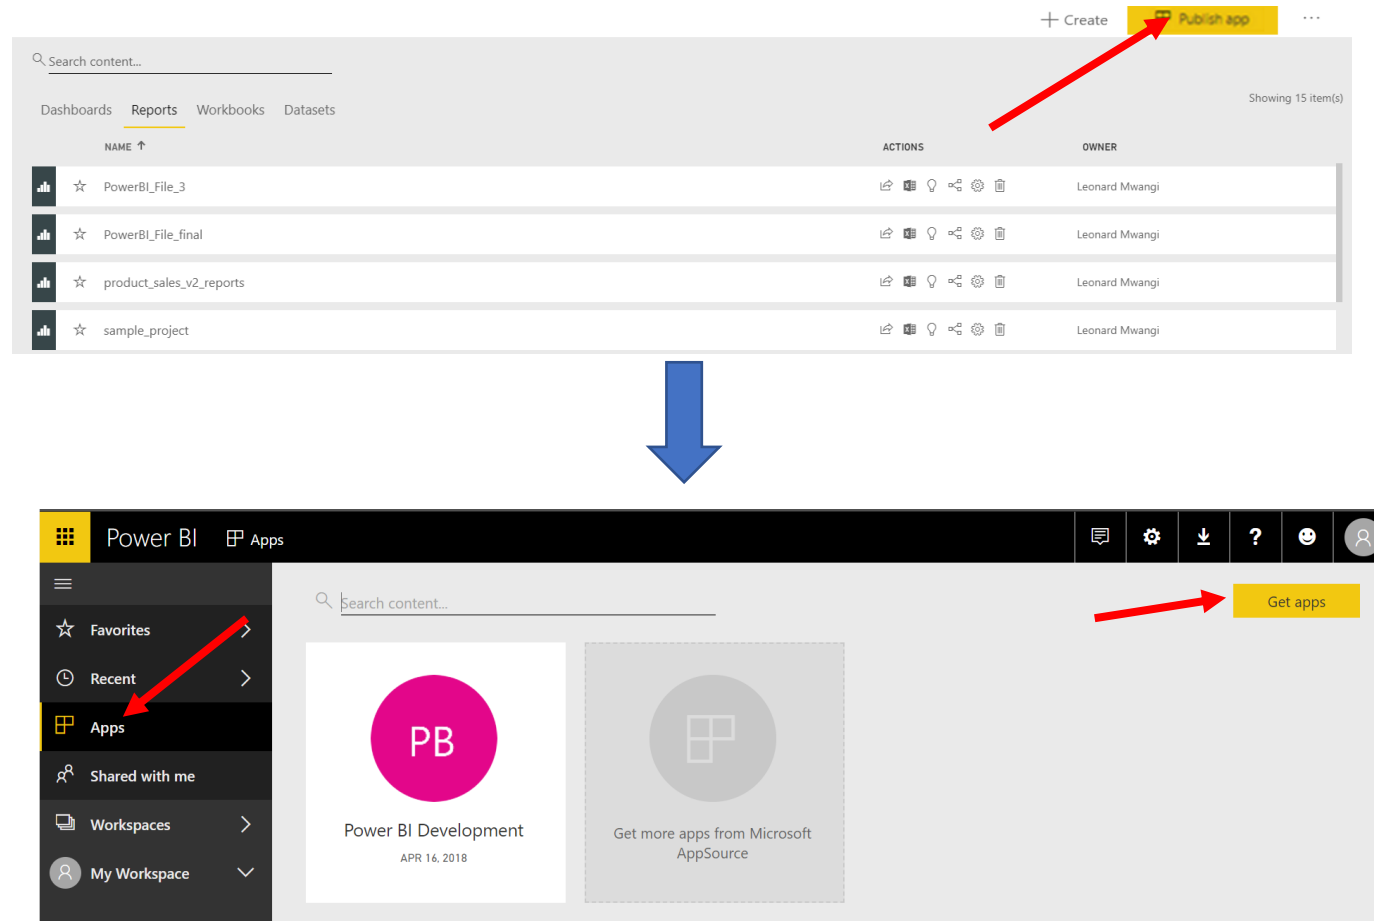 Create Publish app ...
Search content...
Showing 15 item(s)
Dashboards Reports Workbooks Datasets
NAME ↑ ACTIONS OWNER
PowerBI_File_3 Leonard Mwangi
PowerBI_File_final Leonard Mwangi
product_sales_v2_reports Leonard Mwangi
sample_project Leonard Mwangi
Power BI Apps ?
Search content...
Get apps
Favorites
Recent
Apps
Shared with me
Workspaces
My Workspace
PB
Power BI Development
APR 16, 2018
Get more apps from Microsoft
AppSource